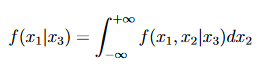 f(x₁|x₃) = ∫_{-∞}^{+∞} f(x₁, x₂|x₃)dx₂